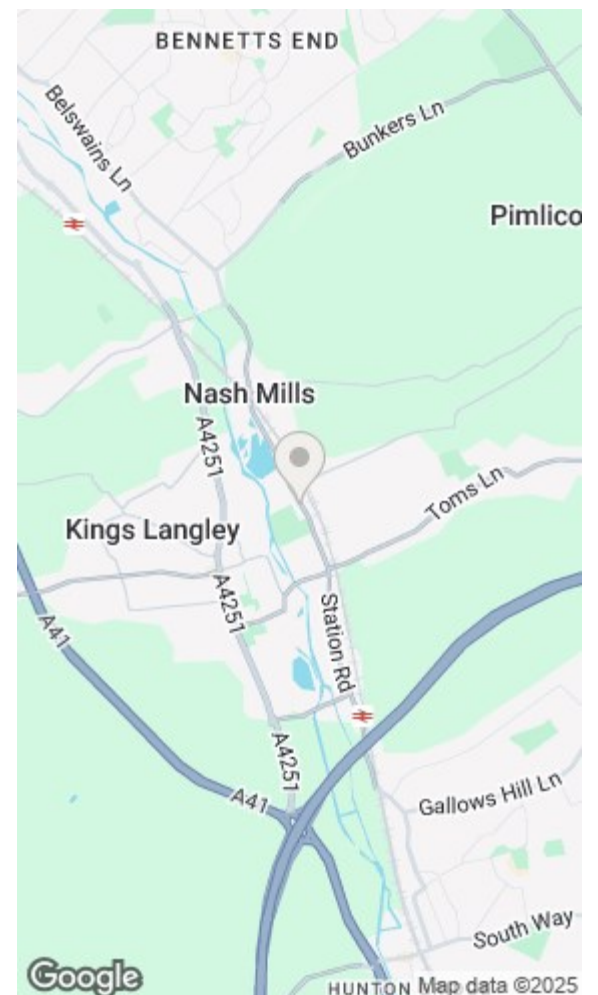 BENNETTS END
Belswains Ln
Bunkers Ln
Pimlico
Nash Mills
A4251
Toms Ln
Kings Langley
A4251
Station Rd
A41
A4251
A41
Gallows Hill Ln
South Way
Google
HUNTON
Map data ©2025